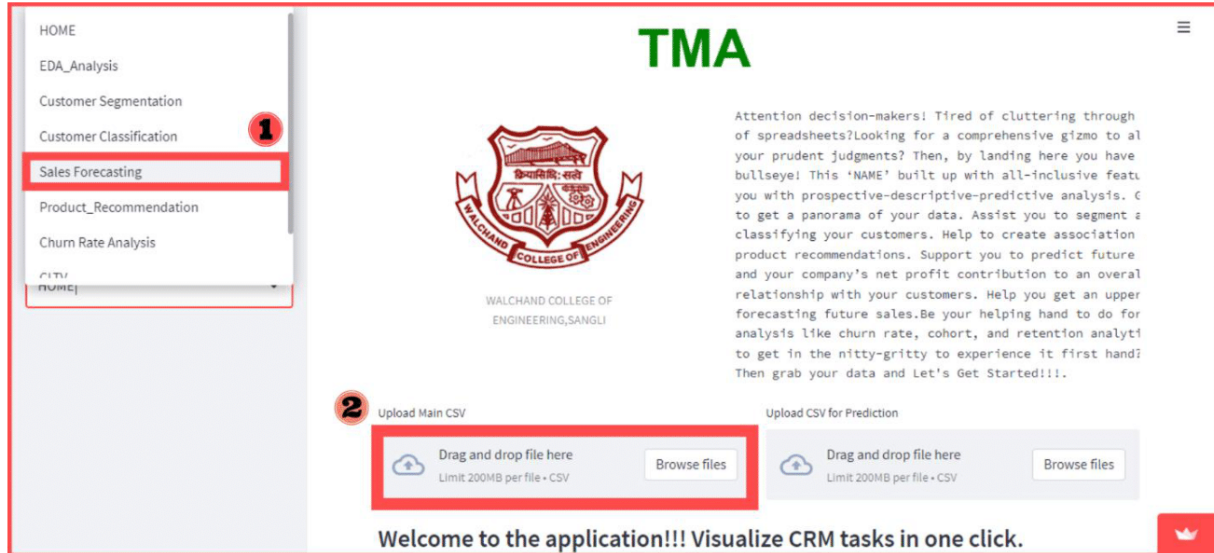 HOME
EDA_Analysis
Customer Segmentation
Customer Classification
1
Sales Forecasting
Product_Recommendation
Churn Rate Analysis
CLTV
HOME
TMA
क्रियासिद्धि: सत्वे
WALCHAND COLLEGE OF ENGINEERING
WALCHAND COLLEGE OF
ENGINEERING,SANGLI
Attention decision-makers! Tired of cluttering through
of spreadsheets?Looking for a comprehensive gizmo to al
your prudent judgments? Then, by landing here you have
bullseye! This ‘NAME’ built up with all-inclusive featu
you with prospective-descriptive-predictive analysis. G
to get a panorama of your data. Assist you to segment a
classifying your customers. Help to create association
product recommendations. Support you to predict future
and your company’s net profit contribution to an overal
relationship with your customers. Help you get an upper
forecasting future sales.Be your helping hand to do for
analysis like churn rate, cohort, and retention analyti
to get in the nitty-gritty to experience it first hand?
Then grab your data and Let's Get Started!!!.
2
Upload Main CSV
Drag and drop file here
Limit 200MB per file • CSV
Browse files
Upload CSV for Prediction
Drag and drop file here
Limit 200MB per file • CSV
Browse files
Welcome to the application!!! Visualize CRM tasks in one click.